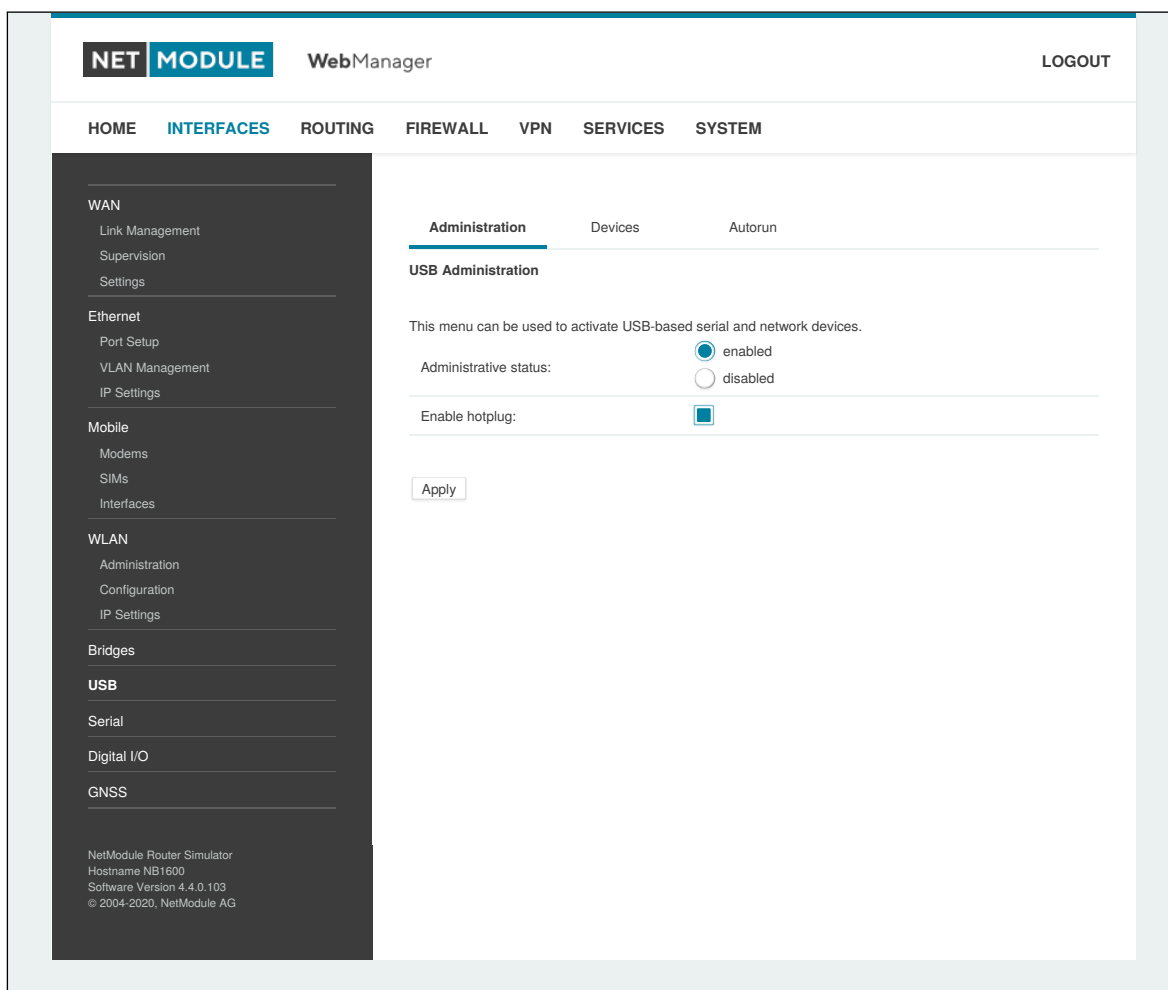 NET MODULE WebManager LOGOUT
HOME INTERFACES ROUTING FIREWALL VPN SERVICES SYSTEM
WAN
Link Management
Supervision
Settings
Ethernet
Port Setup
VLAN Management
IP Settings
Mobile
Modems
SIMs
Interfaces
WLAN
Administration
Configuration
IP Settings
Bridges
USB
Serial
Digital I/O
GNSS
NetModule Router Simulator
Hostname NB1600
Software Version 4.4.0.103
© 2004-2020, NetModule AG
Administration Devices Autorun
USB Administration
This menu can be used to activate USB-based serial and network devices.
Administrative status:
enabled
disabled
Enable hotplug:
Apply